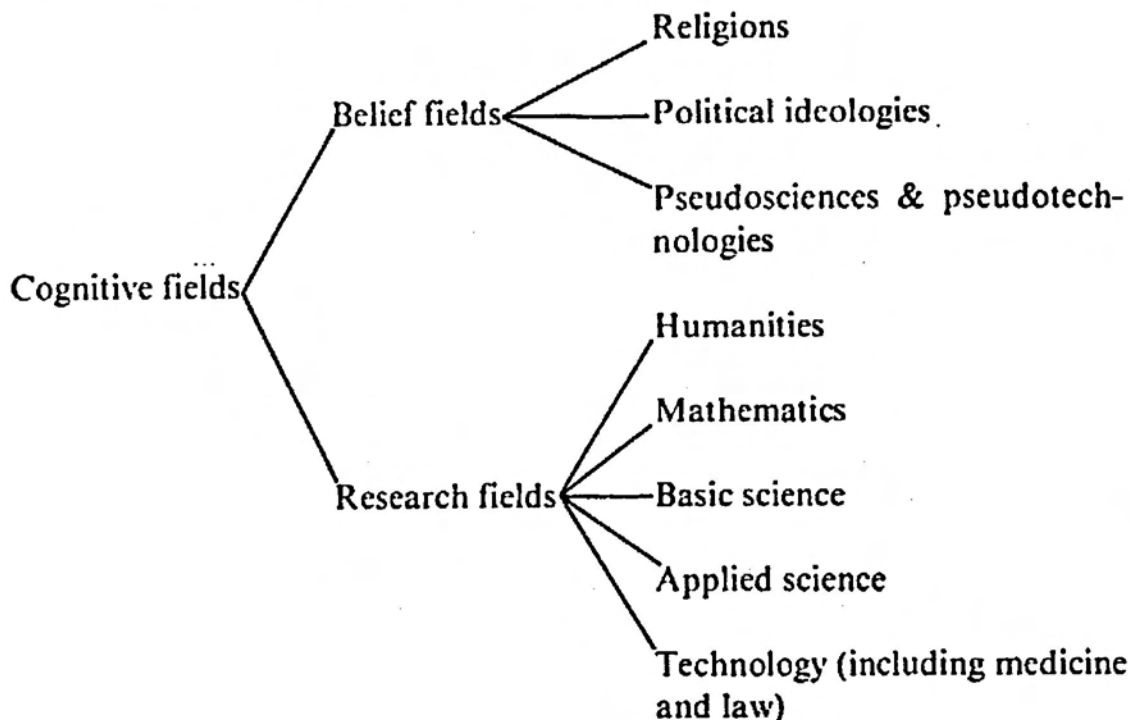 Religions
Belief fields
Political ideologies
Pseudosciences & pseudotech-
nologies
Cognitive fields
Humanities
Mathematics
Research fields
Basic science
Applied science
Technology (including medicine
and law)